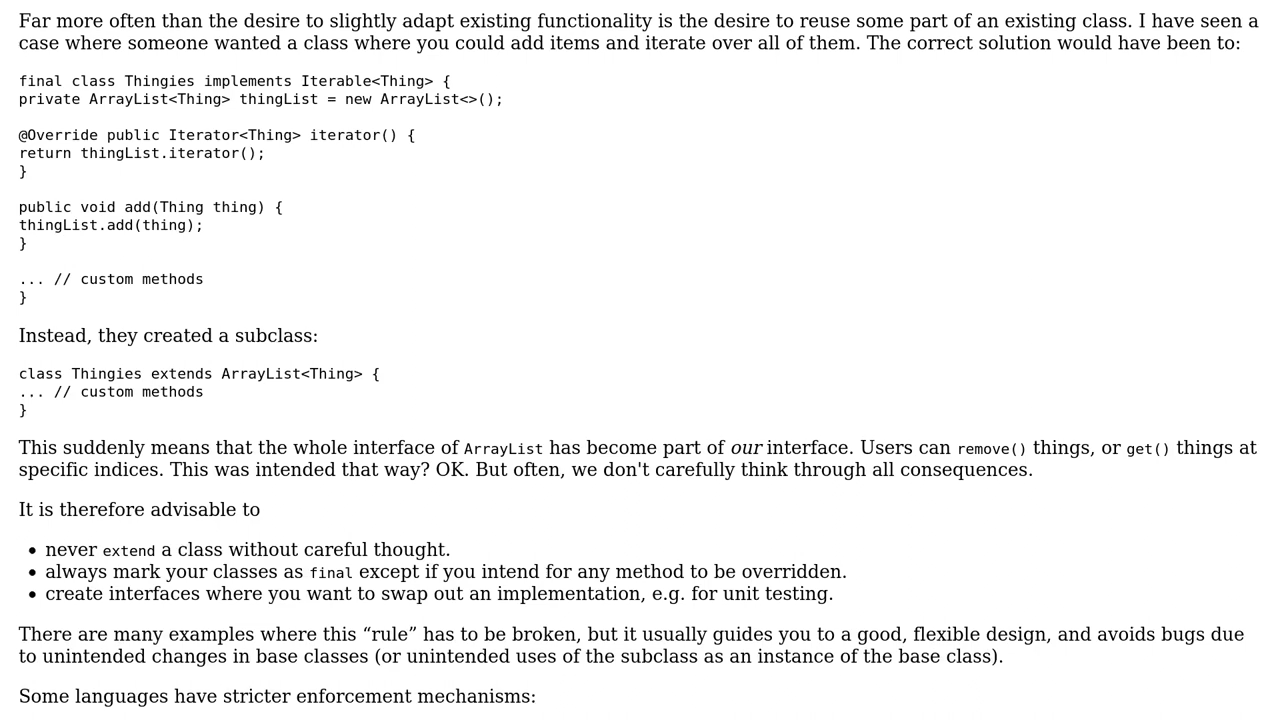 Far more often than the desire to slightly adapt existing functionality is the desire to reuse some part of an existing class. I have seen a
case where someone wanted a class where you could add items and iterate over all of them. The correct solution would have been to:
final class Thingies implements Iterable<Thing> {
private ArrayList<Thing> thingList = new ArrayList<>();
@Override public Iterator<Thing> iterator() {
return thingList.iterator();
}
public void add(Thing thing) {
thingList.add(thing);
}
... // custom methods
}
Instead, they created a subclass:
class Thingies extends ArrayList<Thing> {
... // custom methods
}
This suddenly means that the whole interface of ArrayList has become part of our interface. Users can remove() things, or get() things at
specific indices. This was intended that way? OK. But often, we don't carefully think through all consequences.
It is therefore advisable to
• never extend a class without careful thought.
• always mark your classes as final except if you intend for any method to be overridden.
• create interfaces where you want to swap out an implementation, e.g. for unit testing.
There are many examples where this “rule” has to be broken, but it usually guides you to a good, flexible design, and avoids bugs due
to unintended changes in base classes (or unintended uses of the subclass as an instance of the base class).
Some languages have stricter enforcement mechanisms: